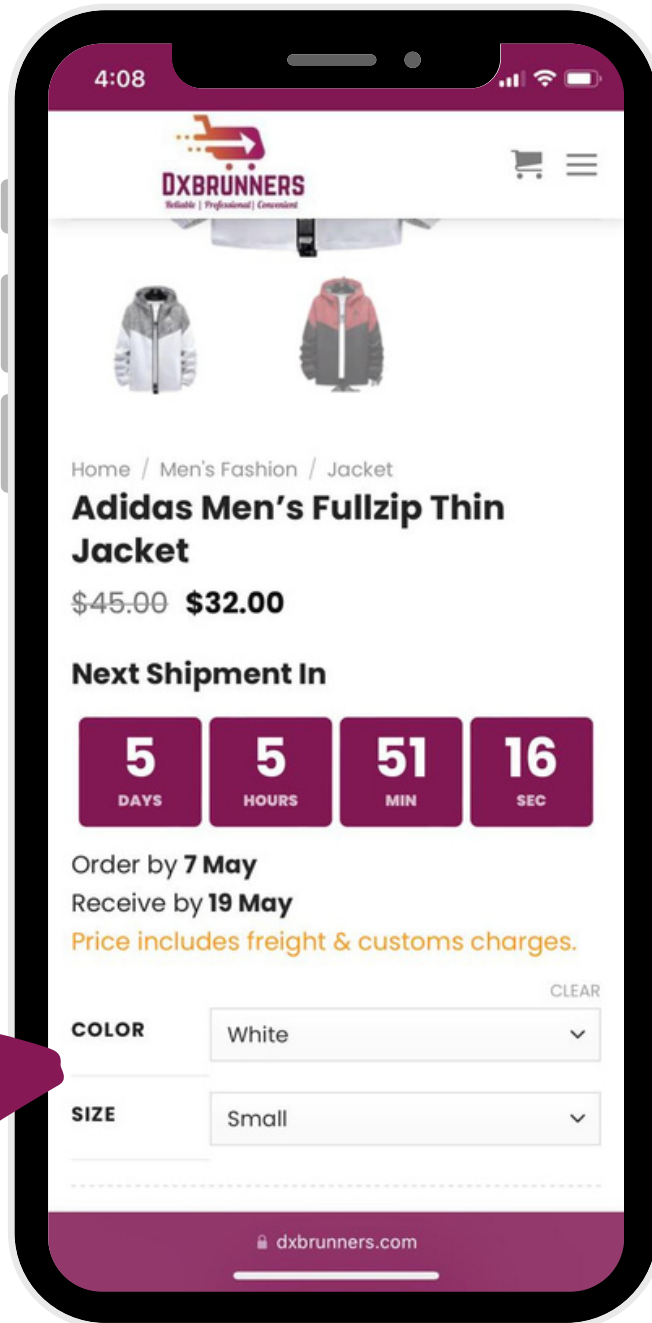 4:08
DXBRUNNERS
Reliable | Professional | Convenient
Home / Men's Fashion / Jacket
Adidas Men’s Fullzip Thin
Jacket
$45.00 $32.00
Next Shipment In
5 5 51 16
DAYS HOURS MIN SEC
Order by 7 May
Receive by 19 May
Price includes freight & customs charges.
CLEAR
COLOR White
SIZE Small
dxbrunners.com